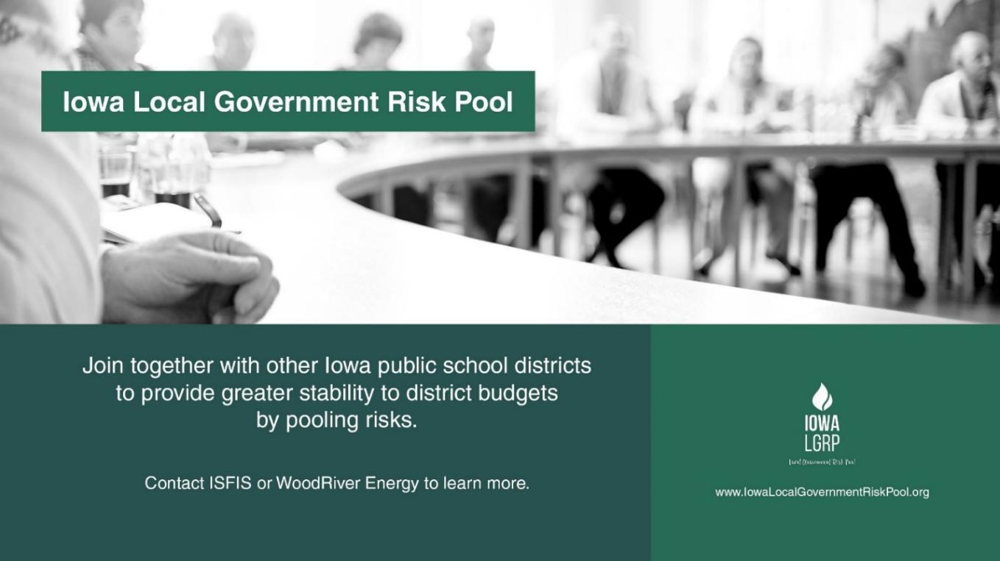 Iowa Local Government Risk Pool
Join together with other Iowa public school districts
to provide greater stability to district budgets
by pooling risks.
Contact ISFIS or WoodRiver Energy to learn more.
IOWA
LGRP
Local Government Risk Pool
www.IowaLocalGovernmentRiskPool.org